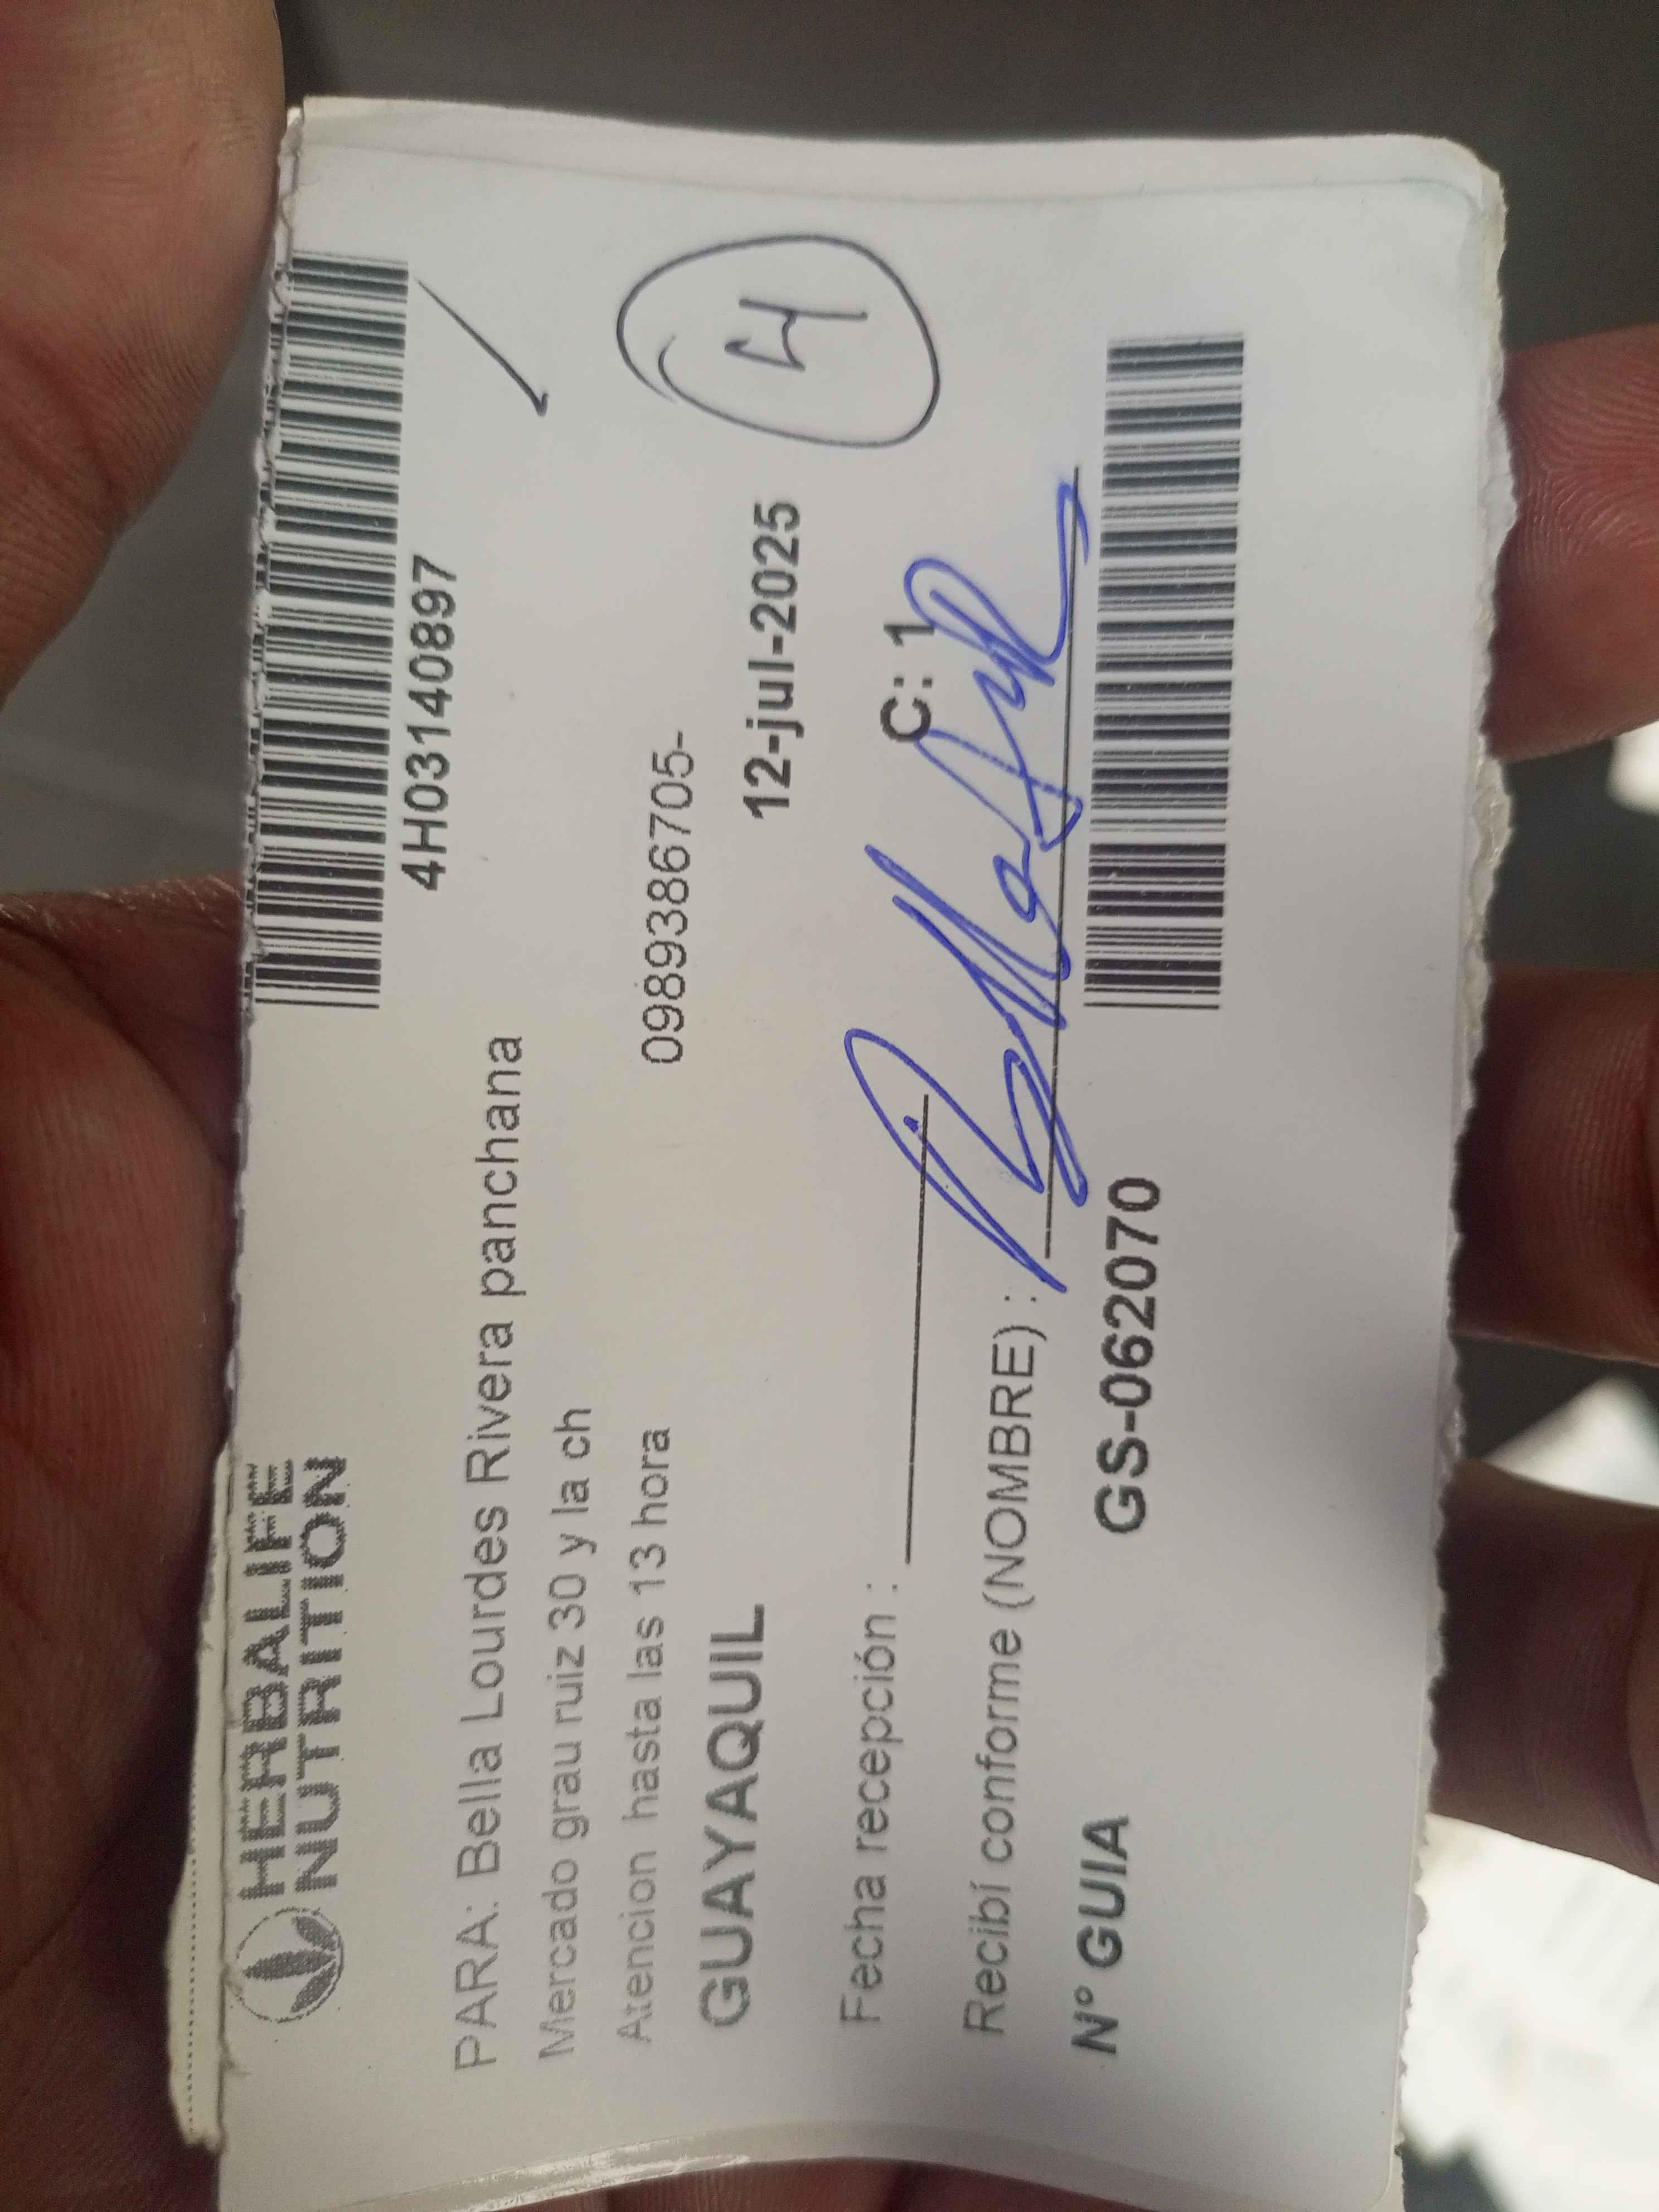 HERBALIFE
NUTRITION
4H03140897
PARA: Bella Lourdes Rivera panchana
Mercado grau ruiz 30 y la ch
Atencion hasta las 13 hora
0989386705-
GUAYAQUIL
12-jul-2025
4
Fecha recepción :
C: 1
Recibí conforme (NOMBRE) :
Nº GUIA
GS-062070